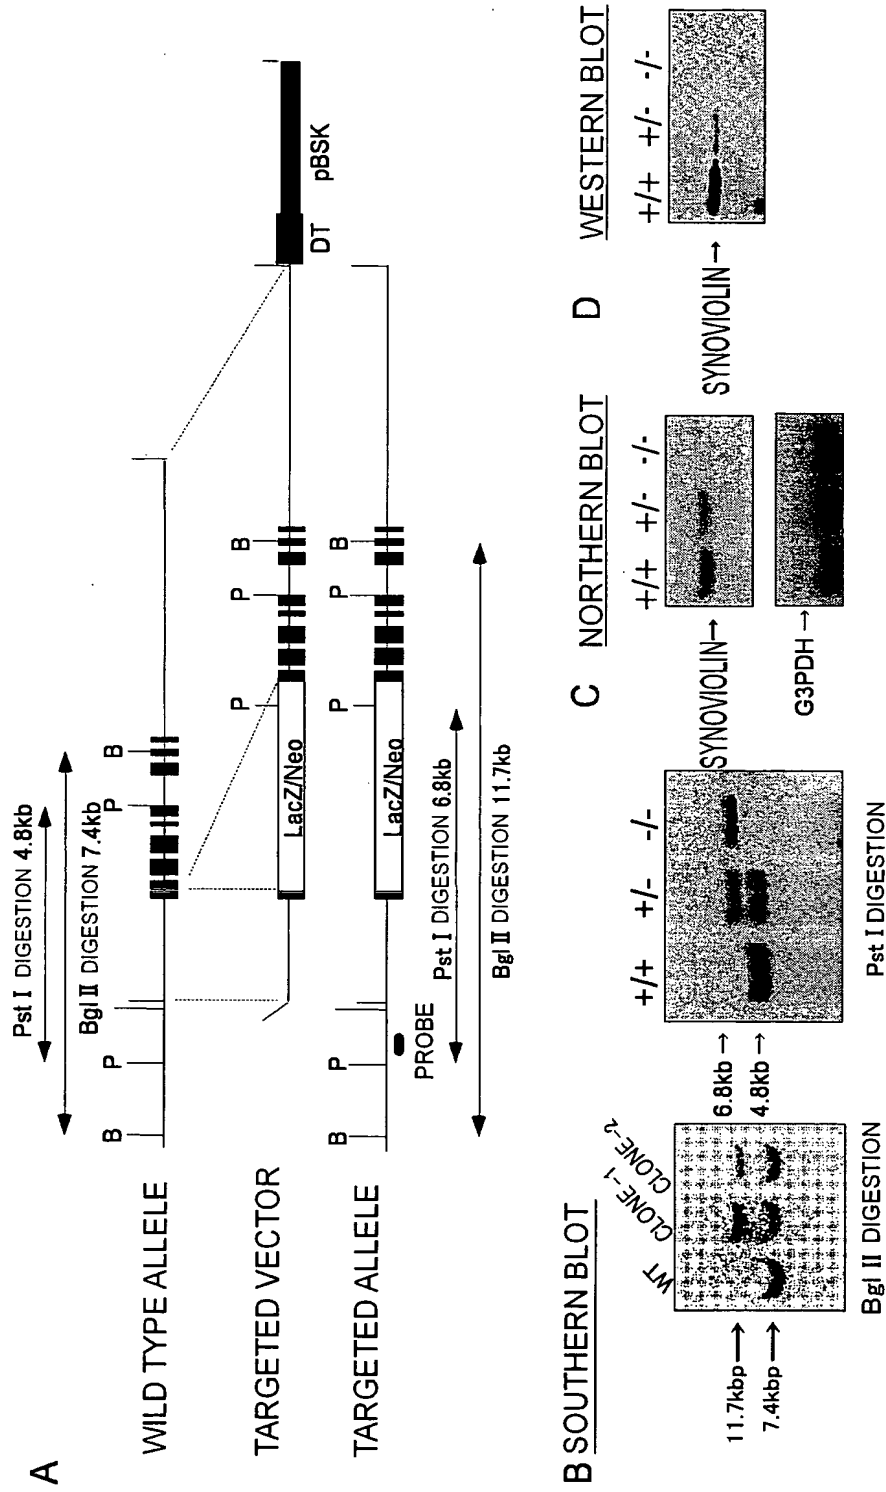 A
Pst I DIGESTION 4.8kb
Bgl II DIGESTION 7.4kb
B P P B
WILD TYPE ALLELE
P P B
TARGETED VECTOR
LacZ/Neo
DT
pBSK
B P P P B
TARGETED ALLELE
LacZ/Neo
PROBE
Pst I DIGESTION 6.8kb
Bgl II DIGESTION 11.7kb
B SOUTHERN BLOT
WT CLONE-1 CLONE-2
11.7kbp→
7.4kbp→
Bgl II DIGESTION
+/+ +/- -/-
6.8kb→
4.8kb→
Pst I DIGESTION
C
NORTHERN BLOT
+/+ +/- -/-
SYNOVIOLIN→
G3PDH→
D
WESTERN BLOT
+/+ +/- -/-
SYNOVIOLIN→